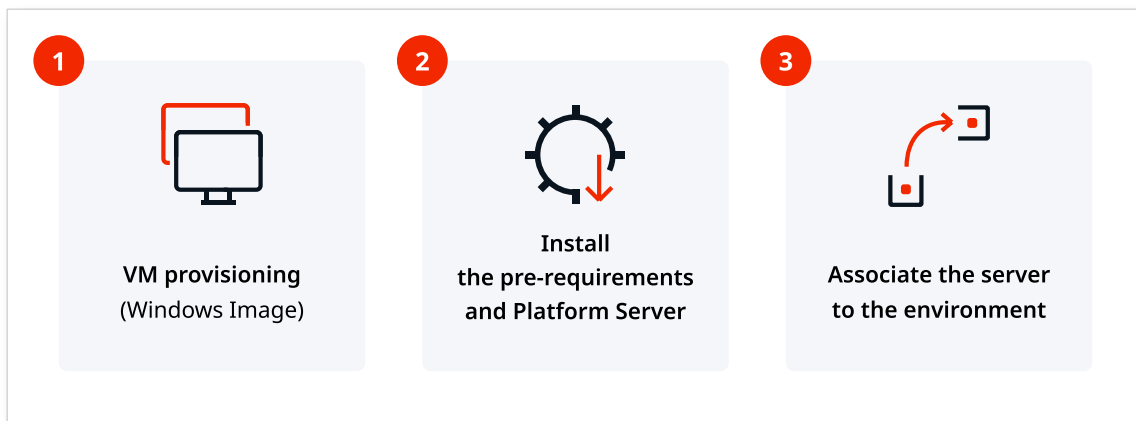 1
VM provisioning
(Windows Image)
2
Install
the pre-requirements
and Platform Server
3
Associate the server
to the environment